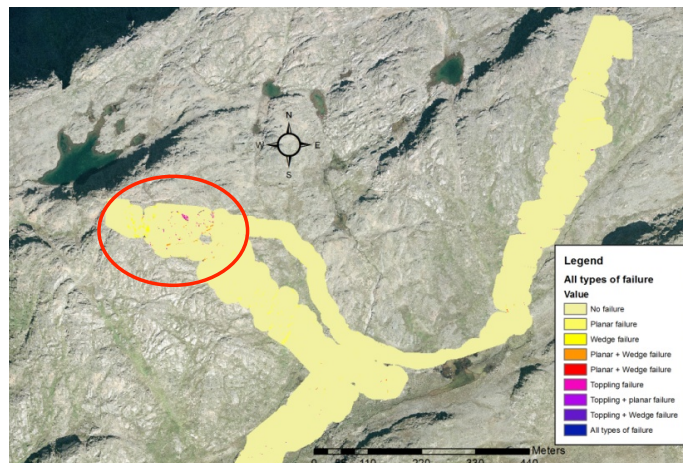 N
W E
S
Legend
All types of failure
Value
No failure
Planar failure
Wedge failure
Planar + Wedge failure
Planar + Wedge failure
Toppling failure
Toppling + planar failure
Toppling + Wedge failure
All types of failure
Meters
0 55 110 220 330 440